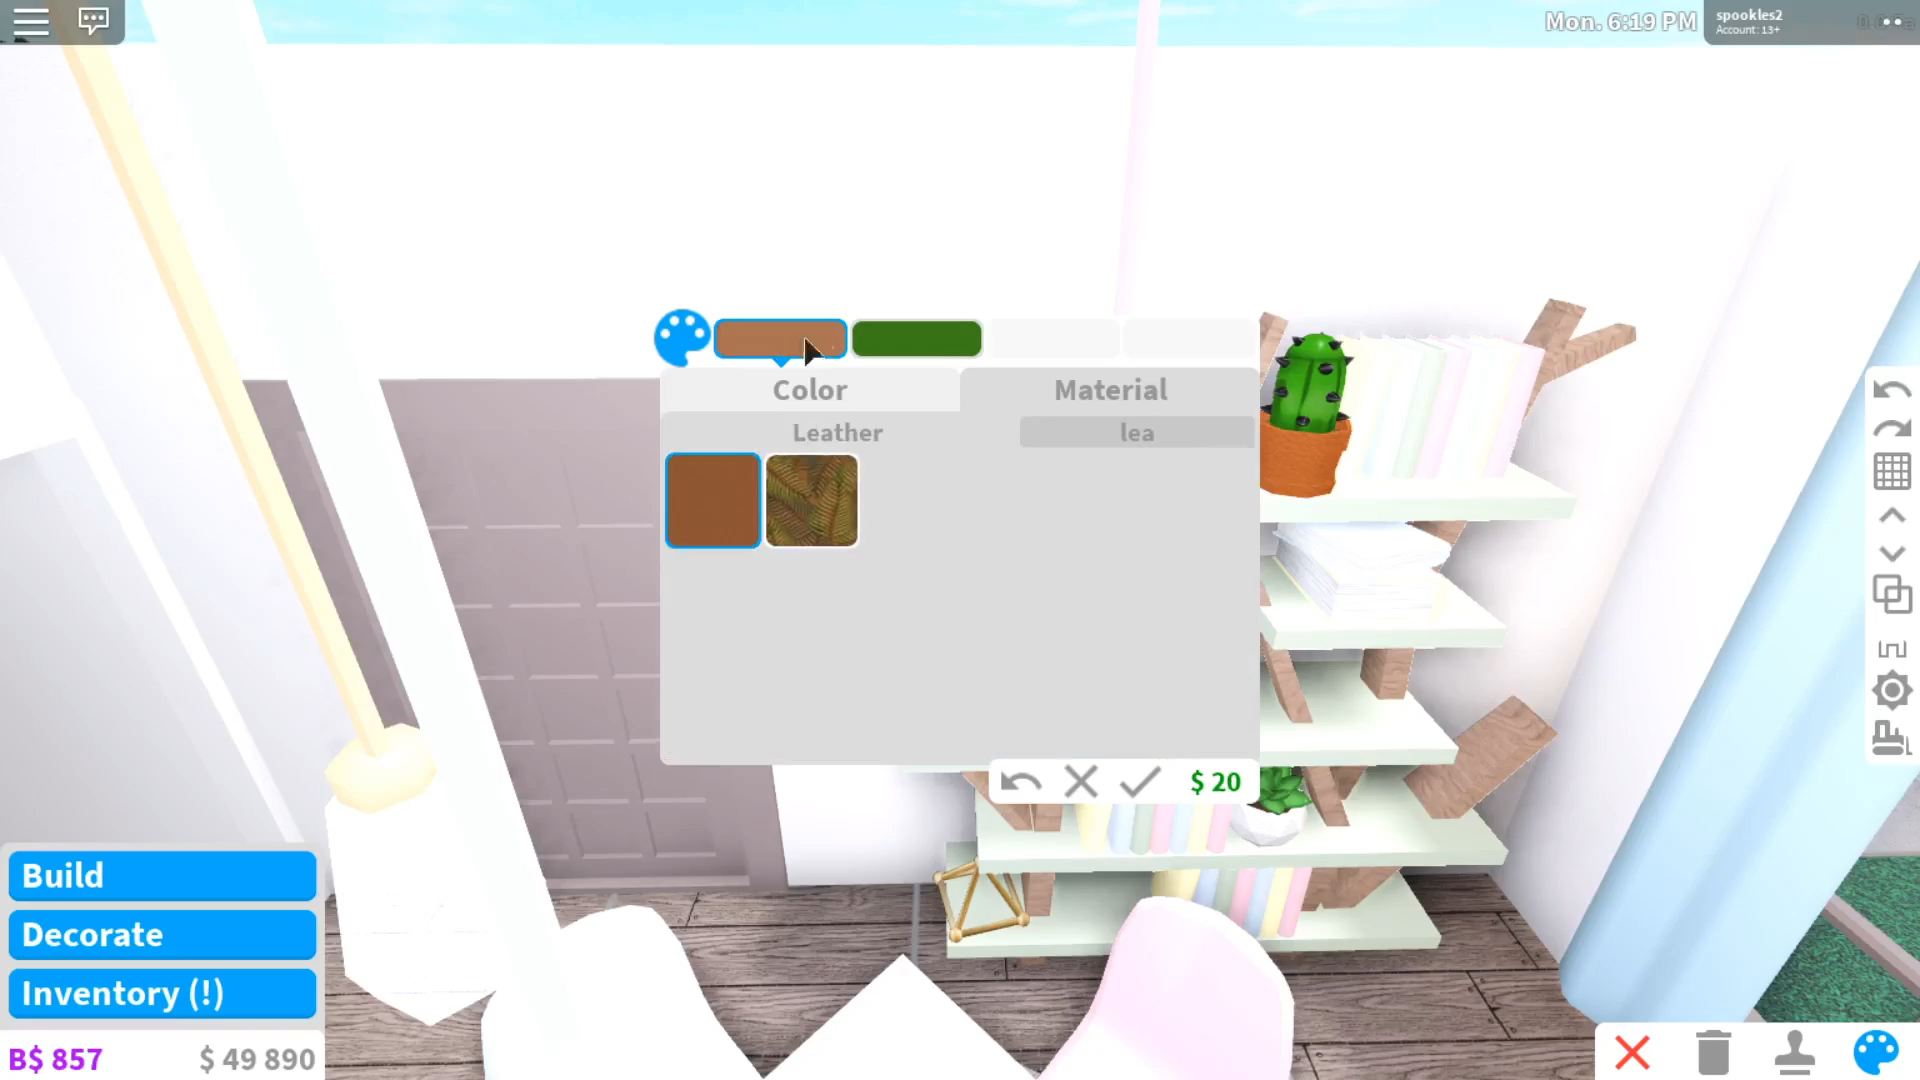 Mon. 6:19 PM
spookles2
Account: 13+
Color
Material
Leather
lea
$ 20
Build
Decorate
Inventory (!)
B$ 857
$ 49 890